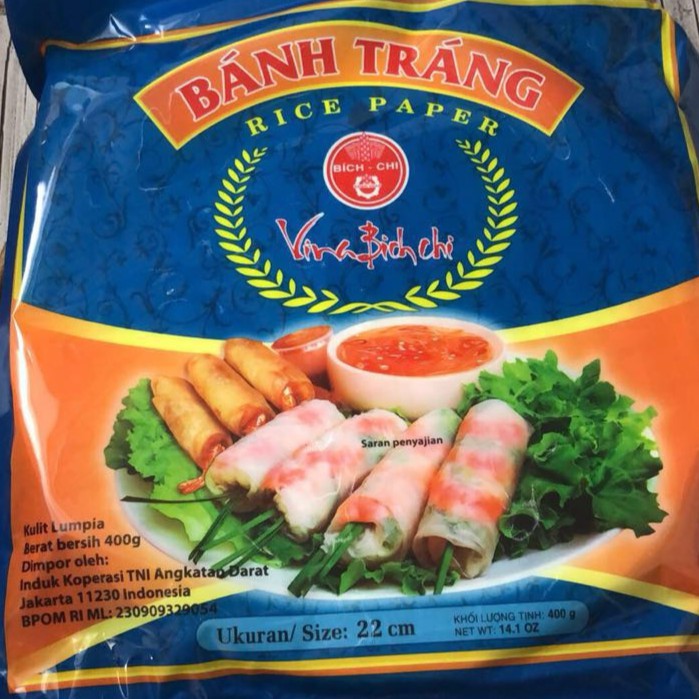 BÁNH TRÁNG
RICE PAPER
BÍCH - CHI
Vina Bich chi
Saran penyajian
Kulit Lumpia
Berat bersih 400g
Dimpor oleh:
Induk Koperasi TNI Angkatan Darat
Jakarta 11230 Indonesia
BPOM RI ML: 230909329054
Ukuran/ Size: 22 cm
KHỐI LƯỢNG TỊNH: 400 g
NET WT: 14.1 OZ